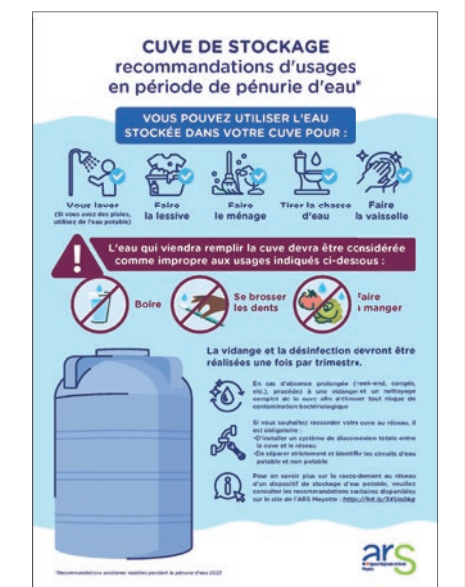 CUVE DE STOCKAGE
recommandations d'usages
en période de pénurie d'eau*
VOUS POUVEZ UTILISER L'EAU
STOCKÉE DANS VOTRE CUVE POUR :
Vous laver
(Si vous avez des plaies,
utilisez de l'eau potable)
Faire
la lessive
Faire
le ménage
Tirer la chasse
d'eau
Faire
la vaisselle
L'eau qui viendra remplir la cuve devra être considérée
comme impropre aux usages indiqués ci-dessous :
Boire
Se brosser
les dents
Faire
à manger
La vidange et la désinfection devront être
réalisées une fois par trimestre.
En cas d'absence prolongée (week-end, congés,
etc.), procédez à une vidange et un nettoyage
complet de la cuve afin d'éliminer tout risque de
contamination bactériologique
Si vous souhaitez raccorder votre cuve au réseau, il
est obligatoire :
•D'installer un système de disconnexion totale entre
la cuve et le réseau
•De séparer strictement et identifier les circuits d'eau
potable et non potable
Pour en savoir plus sur le raccordement au réseau
d'un dispositif de stockage d'eau potable, veuillez
consulter les recommandations sanitaires disponibles
sur le site de l'ARS Mayotte :
ars
*Recommandations sanitaires valables pendant la pénurie d'eau 2023